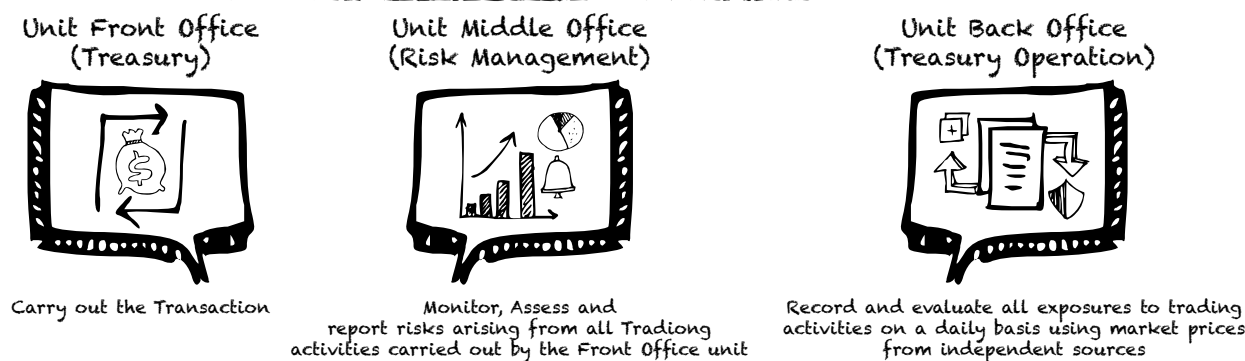 Unit Front Office
(Treasury)
Carry out the Transaction
Unit Middle Office
(Risk Management)
Monitor, Assess and
report risks arising from all Tradiong
activities carried out by the Front Office unit
Unit Back Office
(Treasury Operation)
Record and evaluate all exposures to trading
activities on a daily basis using market prices
from independent sources